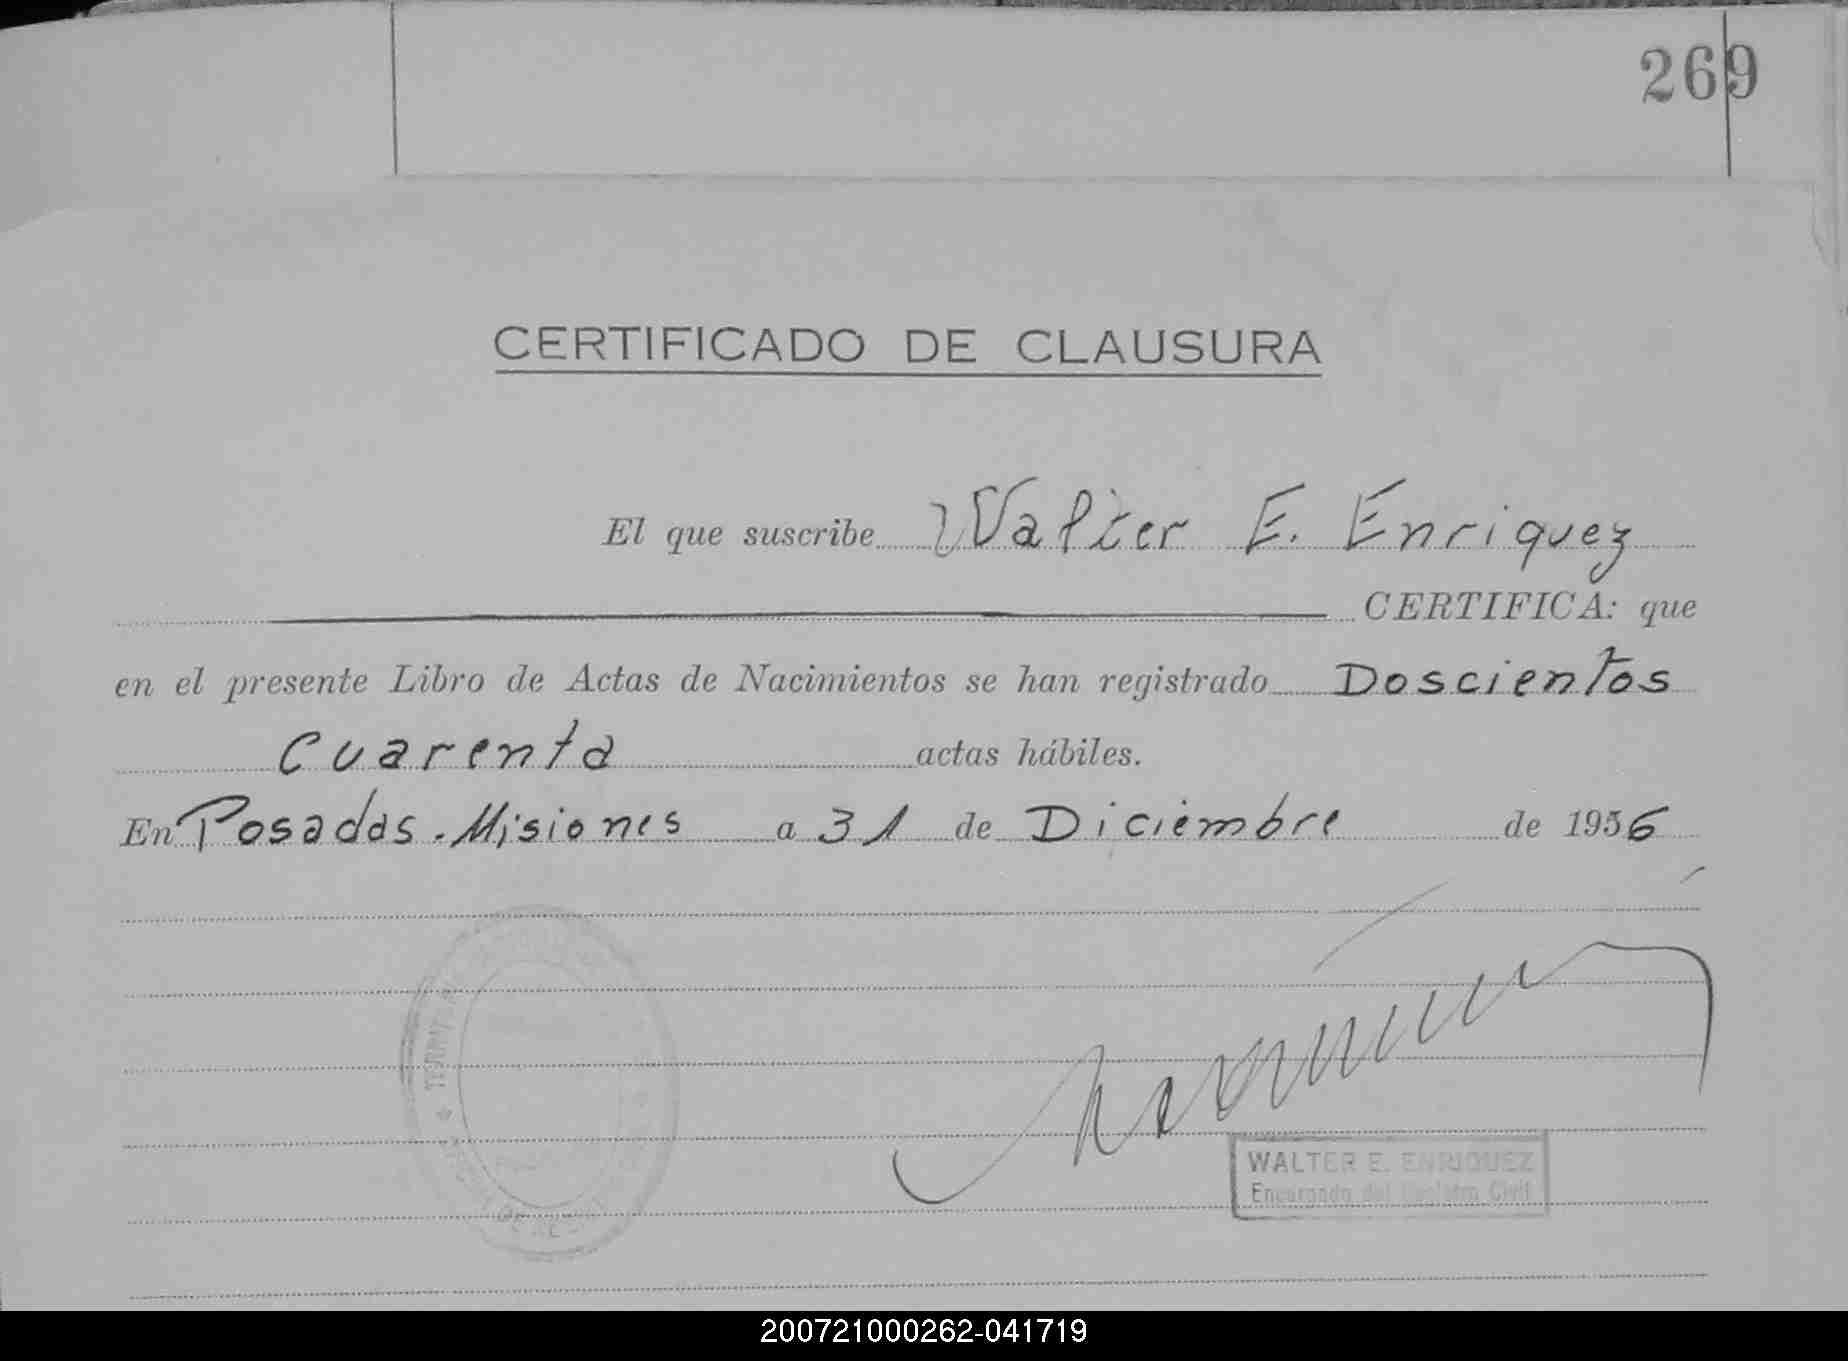 269
CERTIFICADO DE CLAUSURA
El que suscribe Walter E. Enriquez
CERTIFICA: que
en el presente Libro de Actas de Nacimientos se han registrado Doscientos
Cuarenta actas hábiles.
En Posadas. Misiones a 31 de Diciembre de 1956
WALTER E. ENRIQUEZ
Encargado del Registro Civil
200721000262-041719